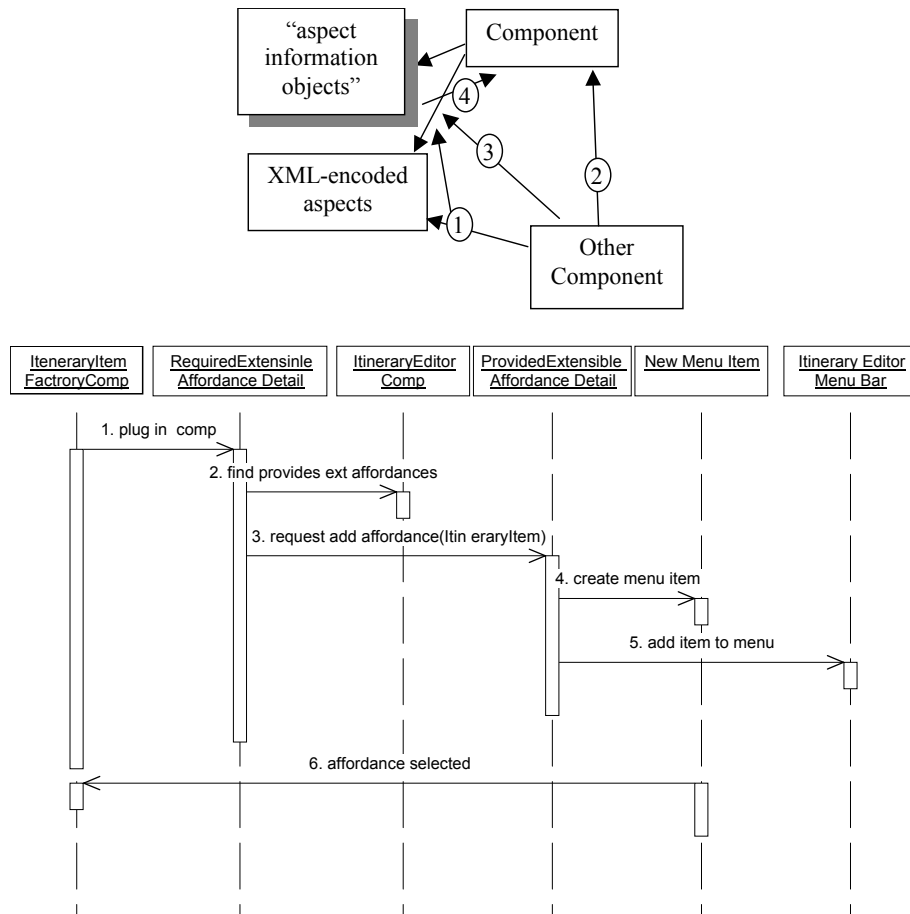 “aspect
information
objects”
Component
4
3
XML-encoded
aspects
2
1
Other
Component
IteneraryItem
FactroryComp
RequiredExtensinle
Affordance Detail
ItineraryEditor
Comp
ProvidedExtensible
Affordance Detail
New Menu Item
Itinerary Editor
Menu Bar
1. plug in comp
2. find provides ext affordances
3. request add affordance(Itin eraryItem)
4. create menu item
5. add item to menu
6. affordance selected